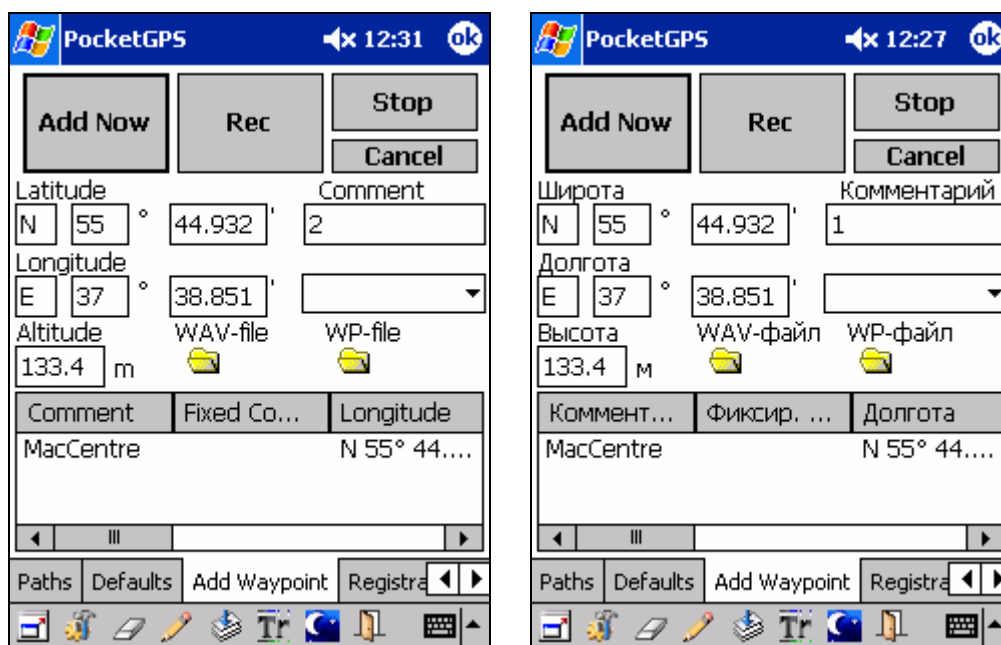 PocketGPS 12:31 ok
Add Now Rec Stop
Cancel
Latitude Comment
N 55 ° 44.932 ' 2
Longitude
E 37 ° 38.851 '
Altitude WAV-file WP-file
133.4 m
Comment Fixed Co... Longitude
MacCentre N 55° 44....
Paths Defaults Add Waypoint Registra
Tr
PocketGPS 12:27 ok
Add Now Rec Stop
Cancel
Широта Комментарий
N 55 ° 44.932 ' 1
Долгота
E 37 ° 38.851 '
Высота WAV-файл WP-файл
133.4 м
Коммент... Фиксир. ... Долгота
MacCentre N 55° 44....
Paths Defaults Add Waypoint Registra
Tr